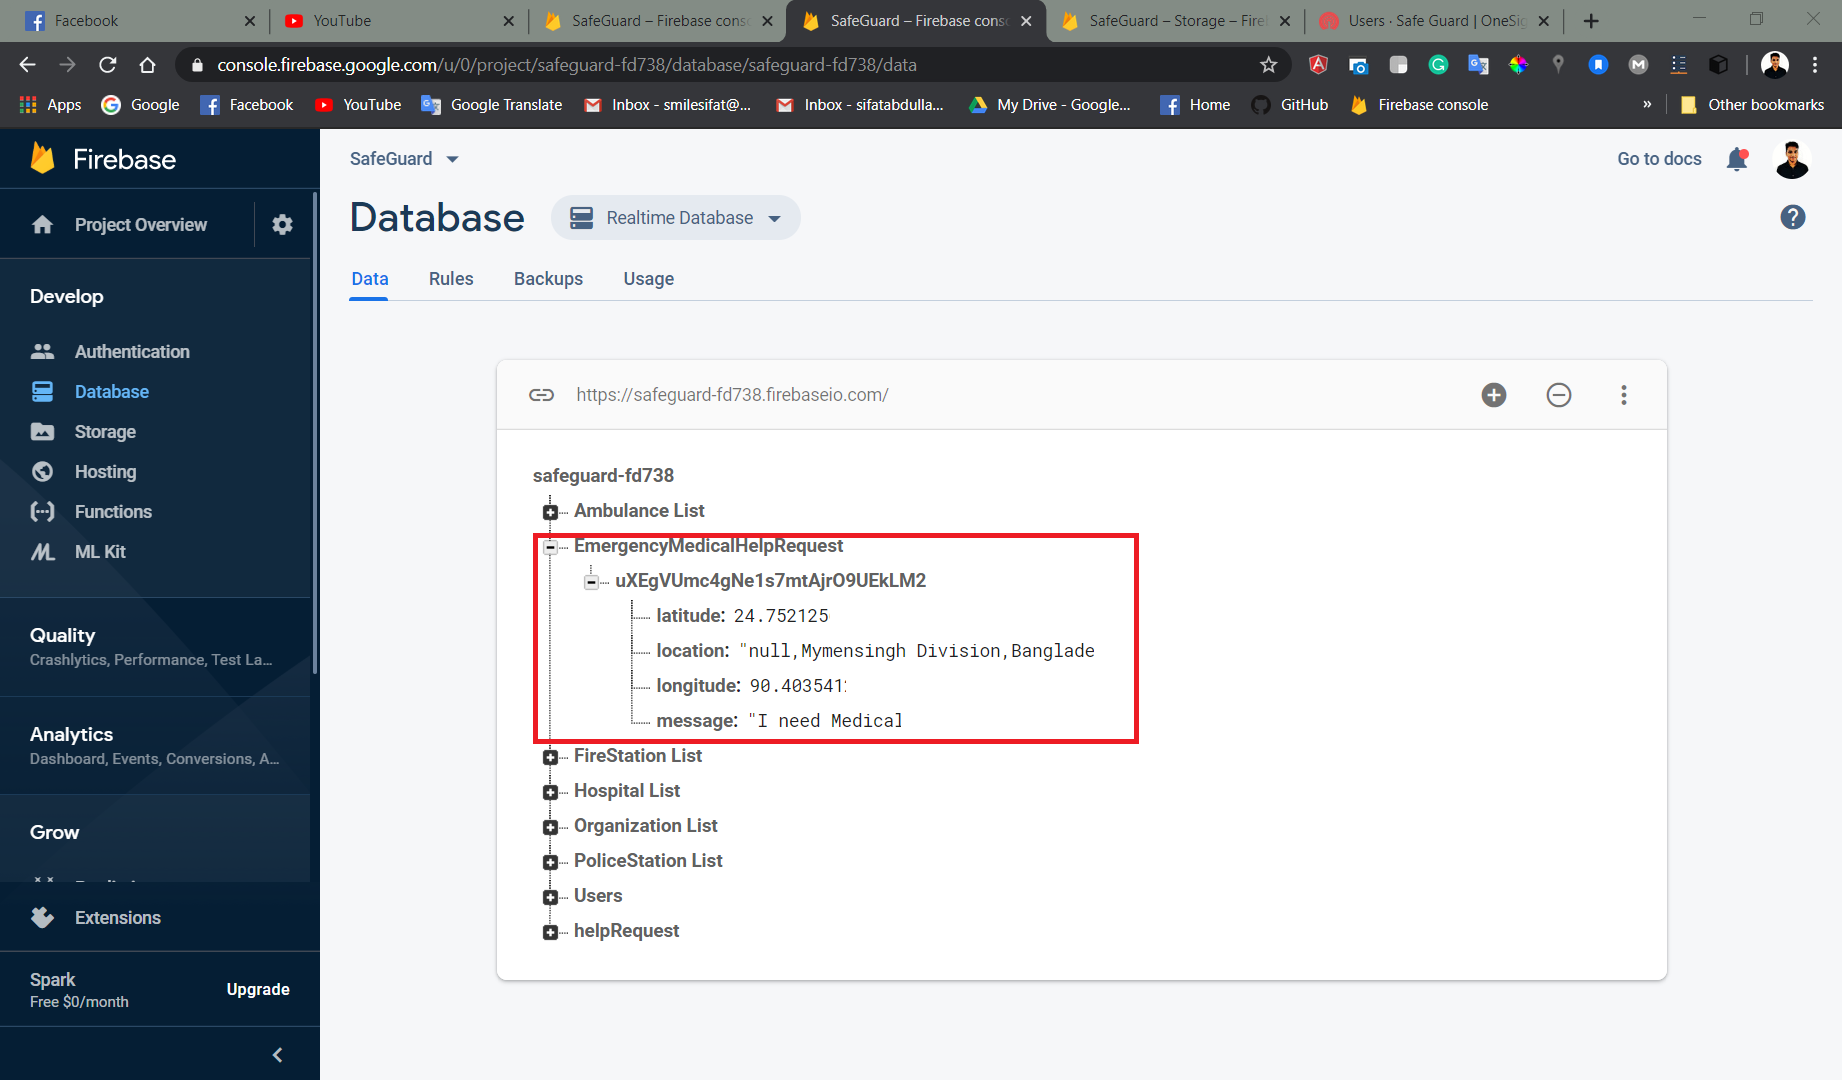 Facebook
YouTube
SafeGuard – Firebase cons
SafeGuard – Firebase cons
SafeGuard – Storage – Fire
Users · Safe Guard | OneSig
console.firebase.google.com/u/0/project/safeguard-fd738/database/safeguard-fd738/data
Apps
Google
Facebook
YouTube
Google Translate
Inbox - smilesifat@...
Inbox - sifatabdulla...
My Drive - Google...
Home
GitHub
Firebase console
»
Other bookmarks
Firebase
SafeGuard
Go to docs
Project Overview
Database
Realtime Database
Data
Rules
Backups
Usage
Develop
Authentication
Database
Storage
Hosting
Functions
ML Kit
Quality
Crashlytics, Performance, Test La...
Analytics
Dashboard, Events, Conversions, A...
Grow
Extensions
Spark
Free $0/month
Upgrade
https://safeguard-fd738.firebaseio.com/
safeguard-fd738
Ambulance List
EmergencyMedicalHelpRequest
uXEgVUmc4gNe1s7mtAjrO9UEkLM2
latitude: 24.752125
location: "null,Mymensingh Division,Banglade
longitude: 90.403541
message: "I need Medical
FireStation List
Hospital List
Organization List
PoliceStation List
Users
helpRequest